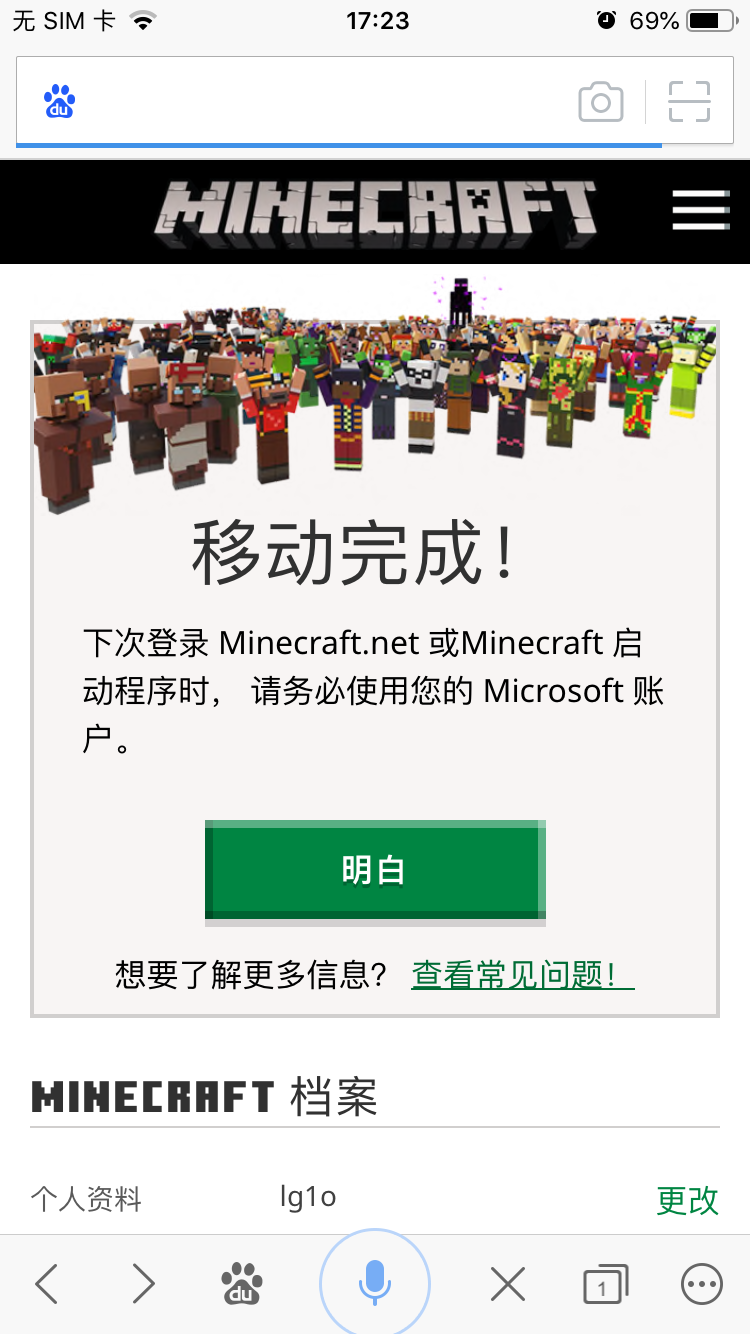 无 SIM 卡 17:23 69%
du
MINECRAFT
移动完成！
下次登录 Minecraft.net 或Minecraft 启
动程序时， 请务必使用您的 Microsoft 账
户。
明白
想要了解更多信息？ 查看常见问题！
MINECRAFT 档案
个人资料 lg1o 更改
du 1